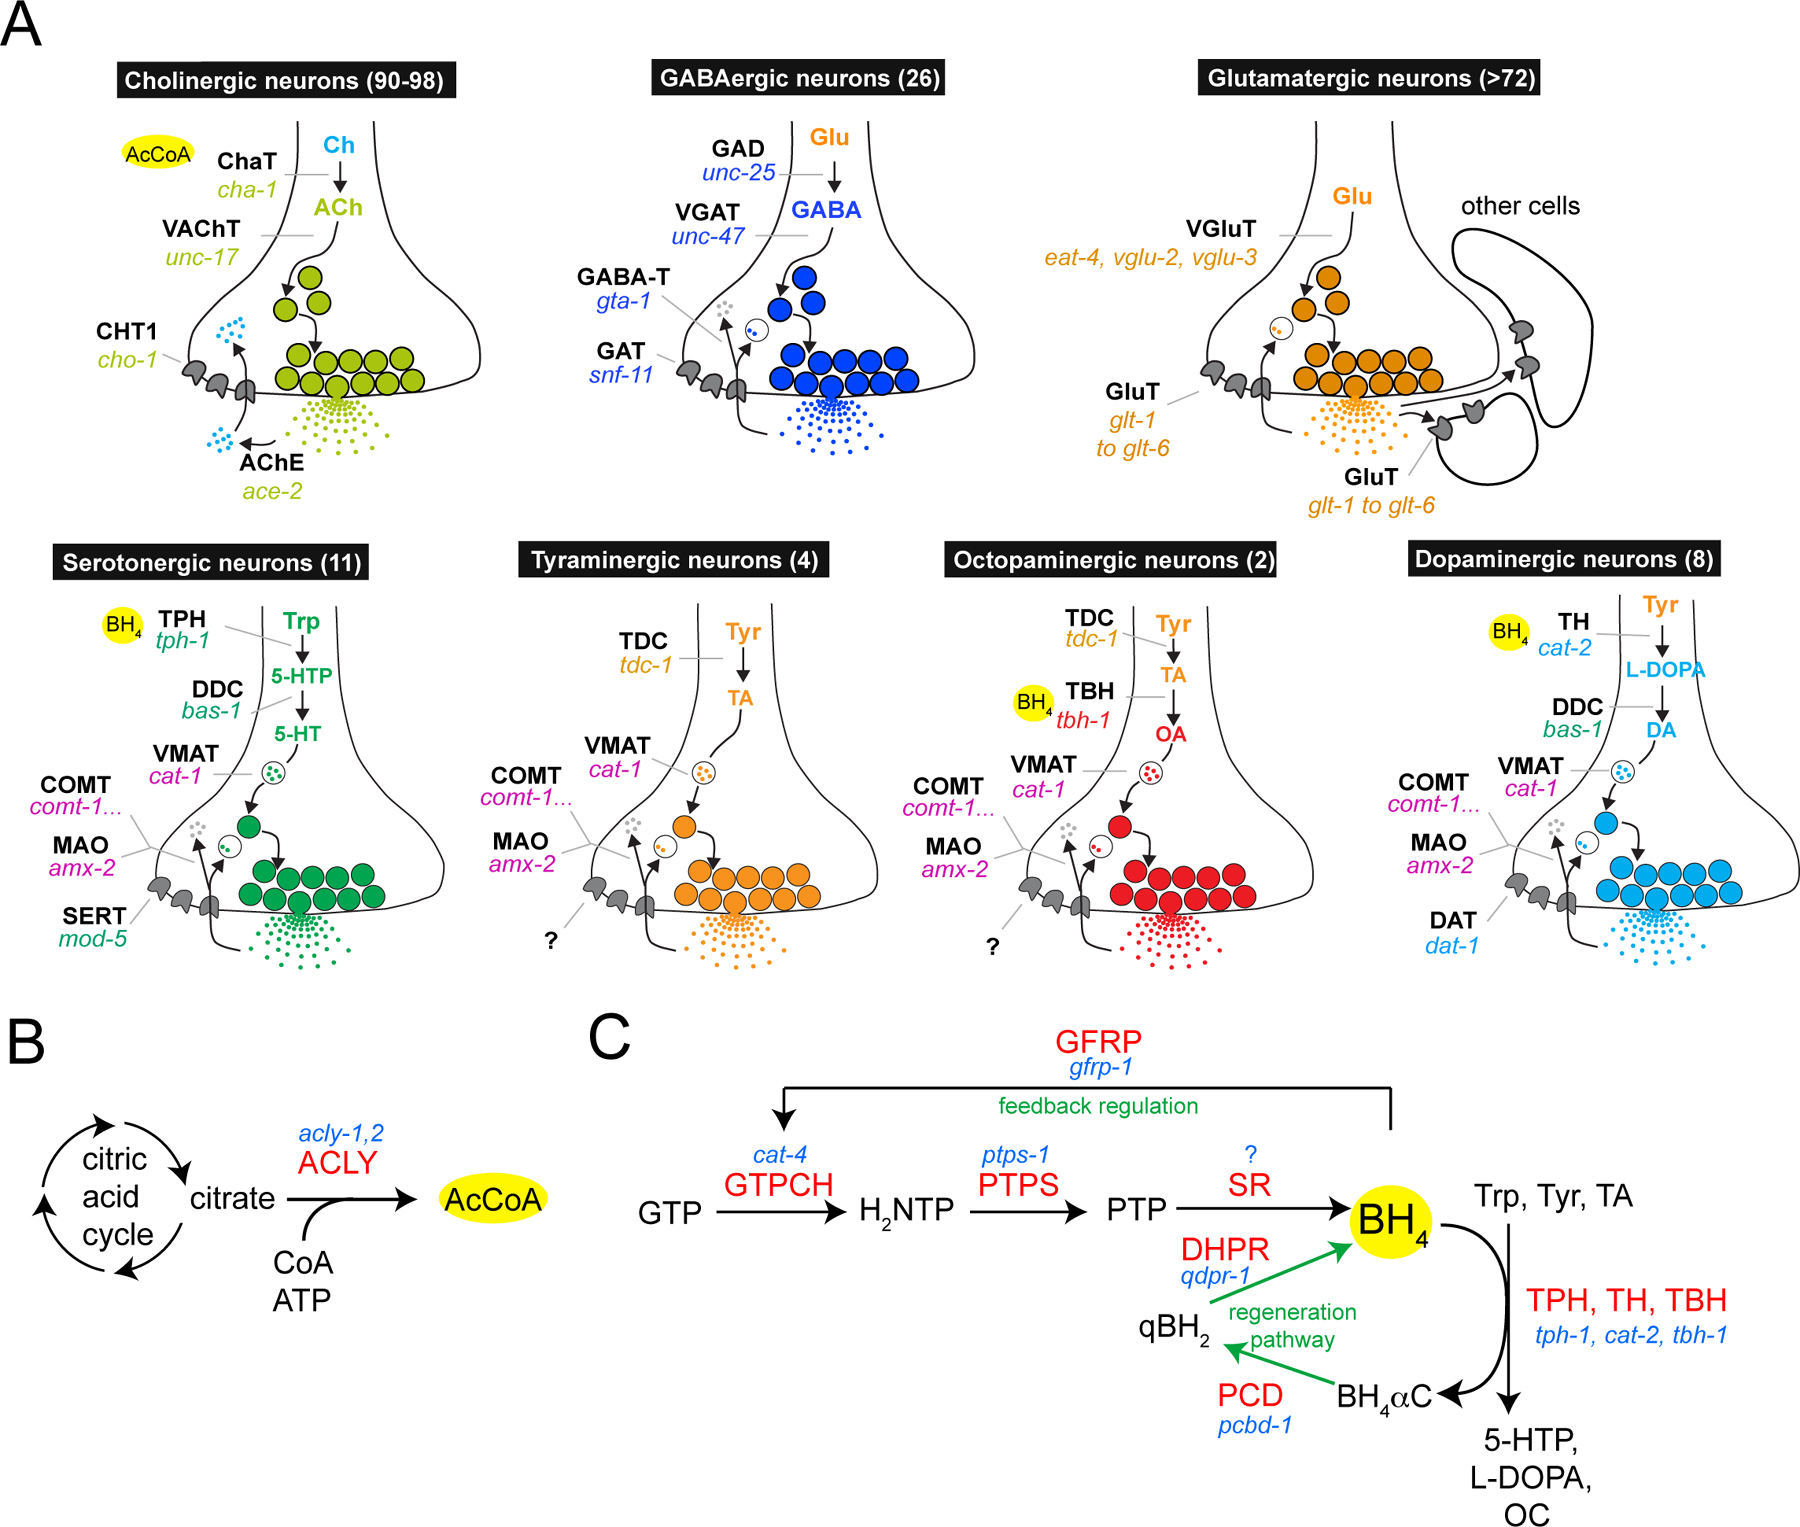 A
Cholinergic neurons (90-98)
AcCoA
Ch
ChaT
cha-1
ACh
VAChT
unc-17
CHT1
cho-1
AChE
ace-2
GABAergic neurons (26)
Glu
GAD
unc-25
GABA
VGAT
unc-47
GABA-T
gta-1
GAT
snf-11
Glutamatergic neurons (>72)
Glu
other cells
VGluT
eat-4, vglu-2, vglu-3
GluT
glt-1
to glt-6
GluT
glt-1 to glt-6
Serotonergic neurons (11)
BH4
TPH
tph-1
Trp
5-HTP
DDC
bas-1
5-HT
VMAT
cat-1
COMT
comt-1...
MAO
amx-2
SERT
mod-5
Tyraminergic neurons (4)
Tyr
TDC
tdc-1
TA
VMAT
cat-1
COMT
comt-1...
MAO
amx-2
?
Octopaminergic neurons (2)
TDC
tdc-1
Tyr
TA
BH4
TBH
tbh-1
OA
VMAT
cat-1
COMT
comt-1...
MAO
amx-2
?
Dopaminergic neurons (8)
Tyr
BH4
TH
cat-2
L-DOPA
DDC
bas-1
DA
VMAT
cat-1
COMT
comt-1...
MAO
amx-2
DAT
dat-1
B
citric
acid
cycle
citrate
acly-1,2
ACLY
AcCoA
CoA
ATP
C
GFRP
gfrp-1
feedback regulation
cat-4
GTPCH
ptps-1
PTPS
?
SR
GTP
H2NTP
PTP
BH4
Trp, Tyr, TA
DHPR
qdpr-1
regeneration
pathway
qBH2
TPH, TH, TBH
tph-1, cat-2, tbh-1
PCD
pcbd-1
BH4αC
5-HTP,
L-DOPA,
OC